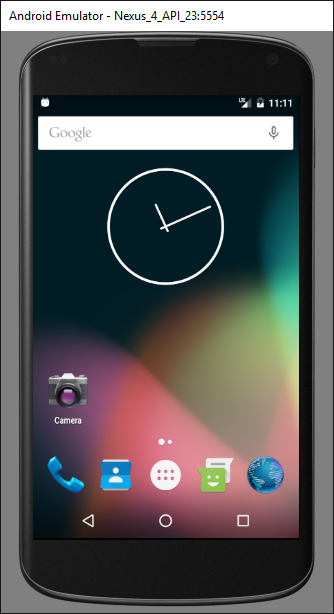 Android Emulator - Nexus_4_API_23:5554
LTE 11:11
Google
Camera